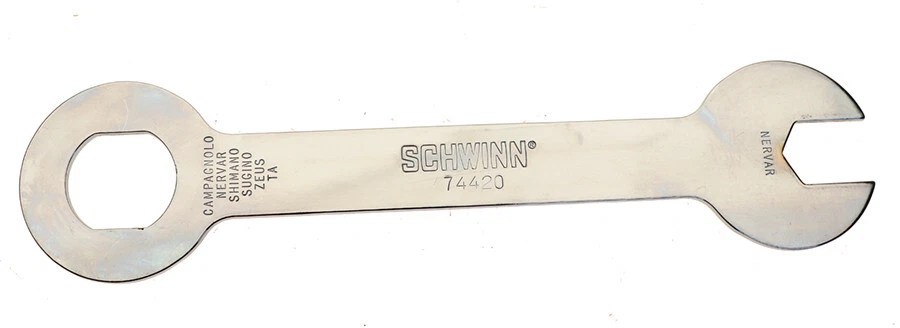 CAMPAGNOLO
NERVAR
SHIMANO
SUGINO
ZEUS
TA
SCHWINN®
74420
NERVAR